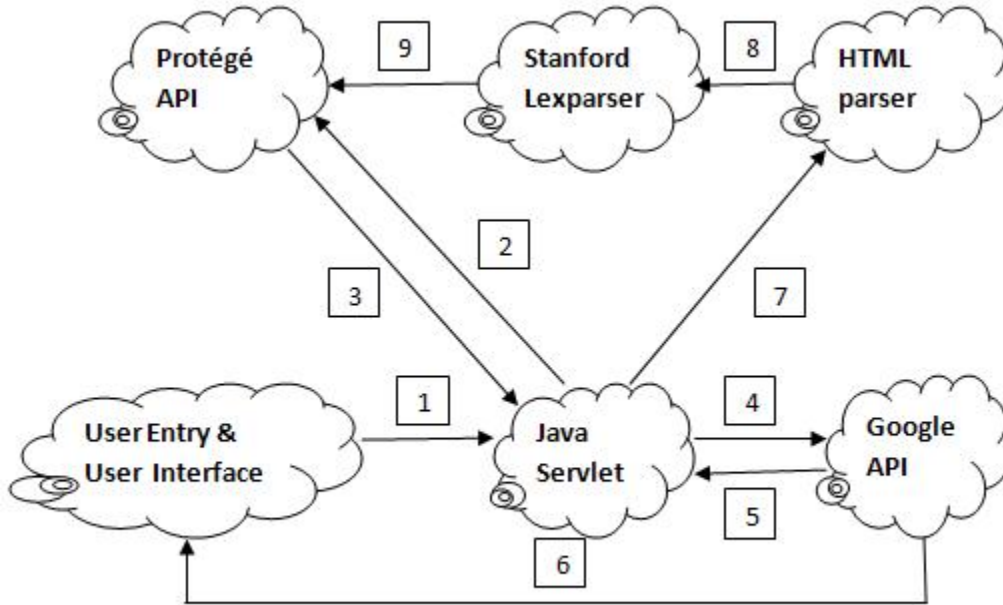 Protégé
API
9
Stanford
Lexparser
8
HTML
parser
3
2
7
User Entry &
User Interface
1
Java
Servlet
4
5
Google
API
6